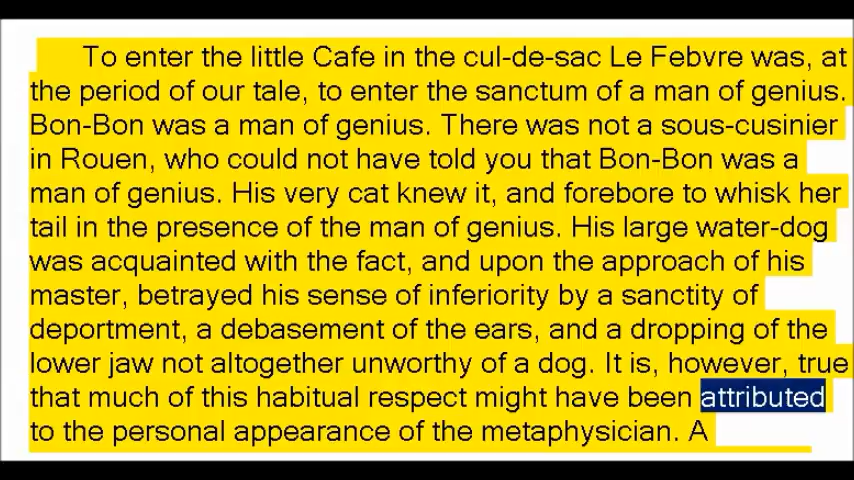 To enter the little Cafe in the cul-de-sac Le Febvre was, at
the period of our tale, to enter the sanctum of a man of genius.
Bon-Bon was a man of genius. There was not a sous-cusinier
in Rouen, who could not have told you that Bon-Bon was a
man of genius. His very cat knew it, and forebore to whisk her
tail in the presence of the man of genius. His large water-dog
was acquainted with the fact, and upon the approach of his
master, betrayed his sense of inferiority by a sanctity of
deportment, a debasement of the ears, and a dropping of the
lower jaw not altogether unworthy of a dog. It is, however, true
that much of this habitual respect might have been attributed
to the personal appearance of the metaphysician. A